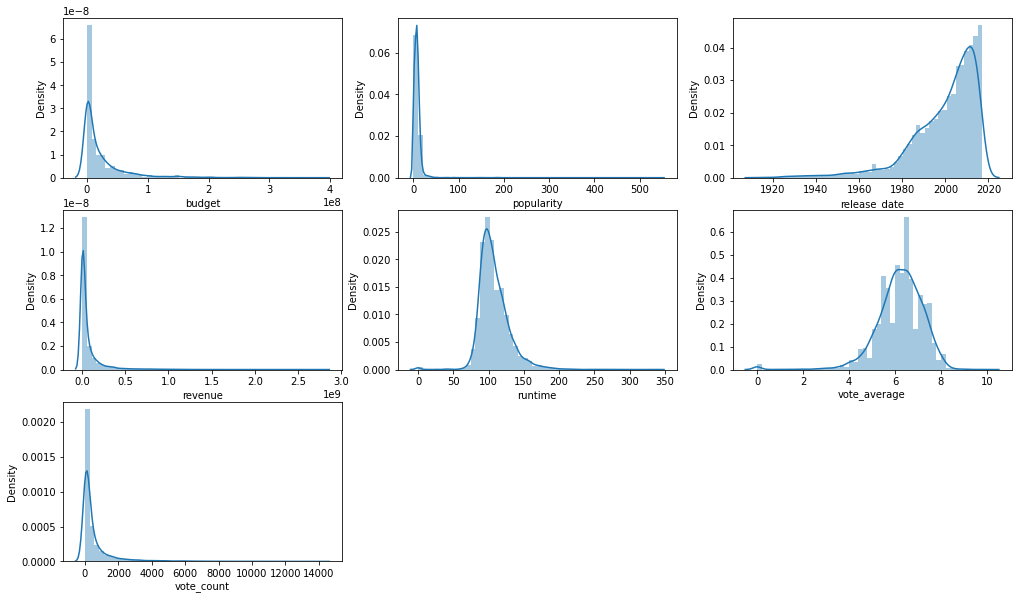 1e−8
Density
6
5
4
3
2
1
0
0 1 2 3 4
budget
1e8
Density
0.06
0.04
0.02
0.00
0 100 200 300 400 500
popularity
Density
0.04
0.03
0.02
0.01
0.00
1920 1940 1960 1980 2000 2020
release_date
1e−8
Density
1.2
1.0
0.8
0.6
0.4
0.2
0.0
0.0 0.5 1.0 1.5 2.0 2.5 3.0
revenue
1e9
Density
0.025
0.020
0.015
0.010
0.005
0.000
0 50 100 150 200 250 300 350
runtime
Density
0.6
0.5
0.4
0.3
0.2
0.1
0.0
0 2 4 6 8 10
vote_average
Density
0.0020
0.0015
0.0010
0.0005
0.0000
0 2000 4000 6000 8000 10000 12000 14000
vote_count